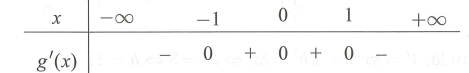 x −∞ −1 0 1 +∞
g′(x) − 0 + 0 + 0 −